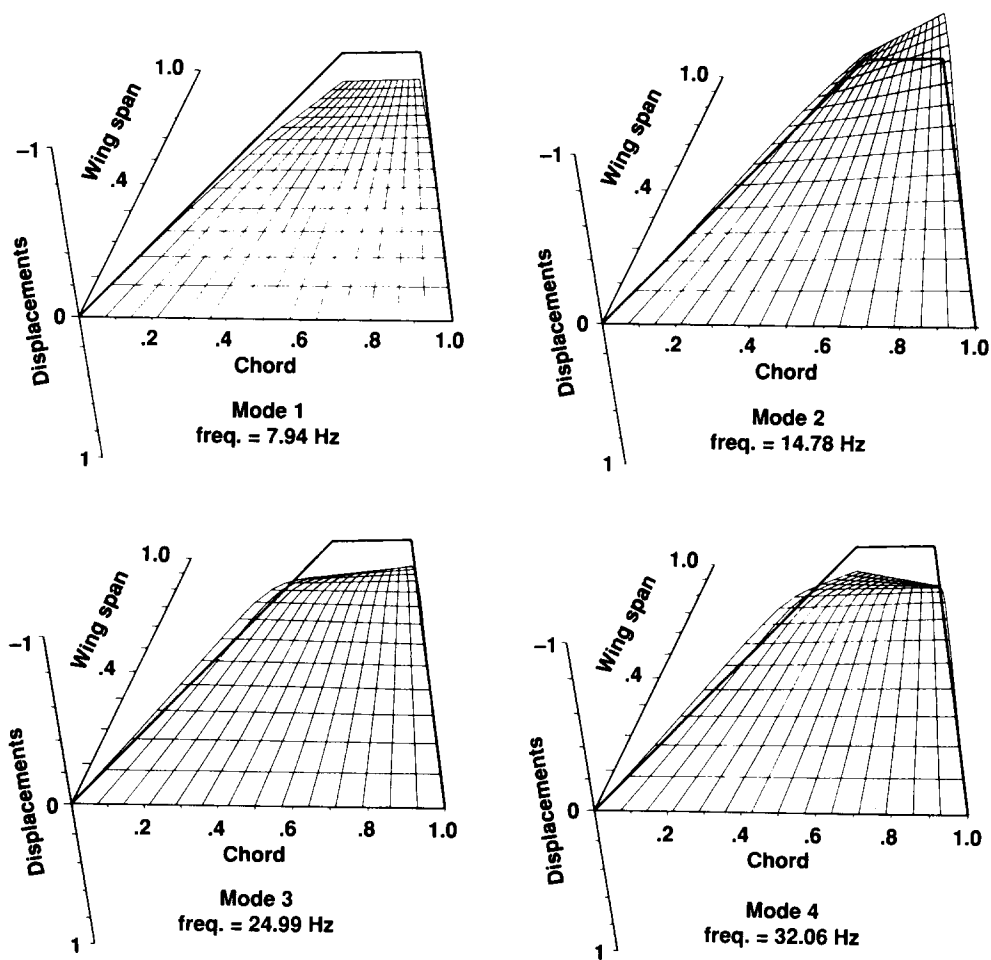 1.0
Wing span
.4
–1
Displacements
0
1
.2
.4
.6
.8
1.0
Chord
Mode 1
freq. = 7.94 Hz
1.0
Wing span
.4
–1
Displacements
0
1
.2
.4
.6
.8
1.0
Chord
Mode 2
freq. = 14.78 Hz
1.0
Wing span
.4
–1
Displacements
0
1
.2
.4
.6
.8
1.0
Chord
Mode 3
freq. = 24.99 Hz
1.0
Wing span
.4
–1
Displacements
0
1
.2
.4
.6
.8
1.0
Chord
Mode 4
freq. = 32.06 Hz